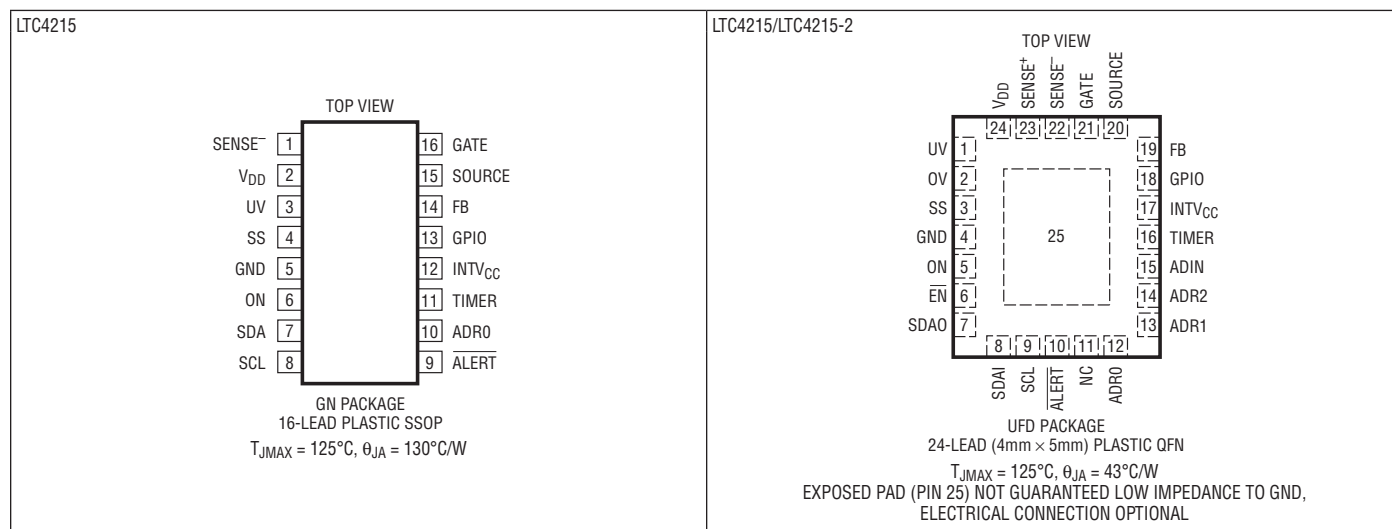 LTC4215
TOP VIEW
SENSE⁻ 1
V_DD 2
UV 3
SS 4
GND 5
ON 6
SDA 7
SCL 8
16 GATE
15 SOURCE
14 FB
13 GPIO
12 INTV_CC
11 TIMER
10 ADR0
9 A̅L̅E̅R̅T̅
GN PACKAGE
16-LEAD PLASTIC SSOP
T_JMAX = 125°C, θ_JA = 130°C/W
LTC4215/LTC4215-2
TOP VIEW
V_DD SENSE⁺ SENSE⁻ GATE SOURCE
24 23 22 21 20
UV 1
OV 2
SS 3
GND 4
ON 5
E̅N̅ 6
SDAO 7
25
19 FB
18 GPIO
17 INTV_CC
16 TIMER
15 ADIN
14 ADR2
13 ADR1
8 9 10 11 12
SDAI SCL A̅L̅E̅R̅T̅ NC ADR0
UFD PACKAGE
24-LEAD (4mm × 5mm) PLASTIC QFN
T_JMAX = 125°C, θ_JA = 43°C/W
EXPOSED PAD (PIN 25) NOT GUARANTEED LOW IMPEDANCE TO GND,
ELECTRICAL CONNECTION OPTIONAL